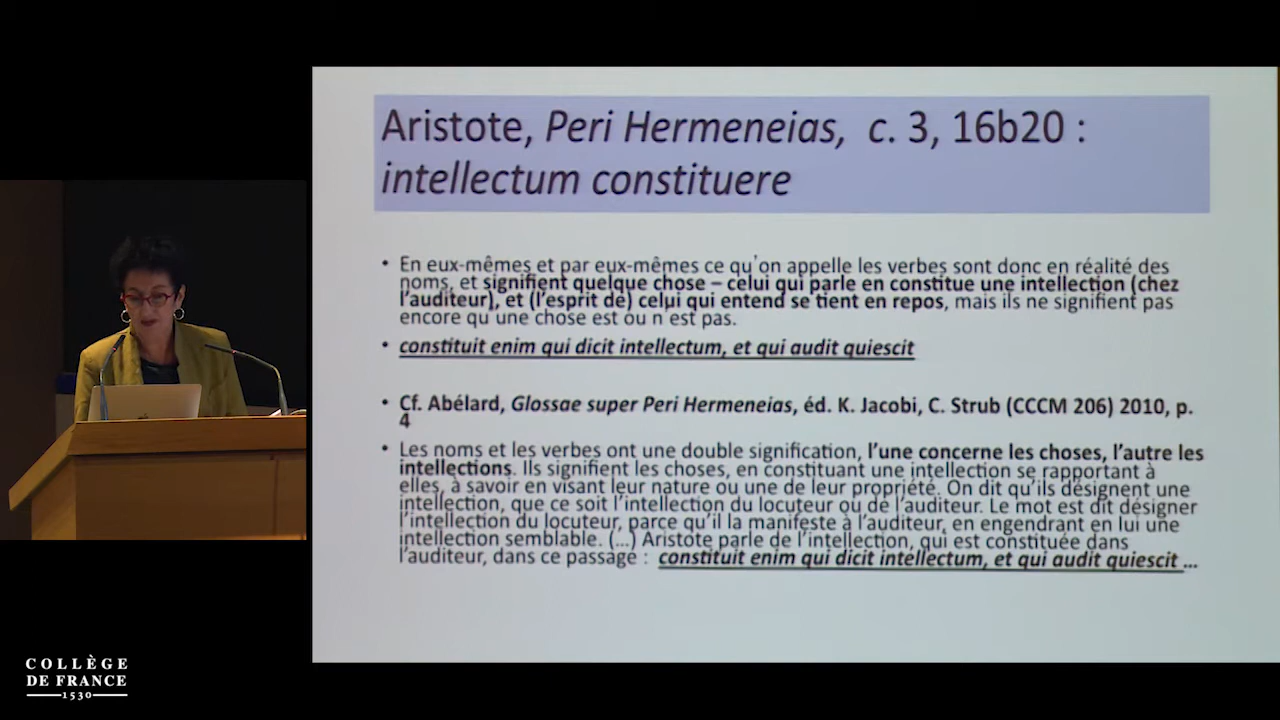 Aristote, Peri Hermeneias, c. 3, 16b20 :
intellectum constituere
• En eux-mêmes et par eux-mêmes ce qu'on appelle les verbes sont donc en réalité des
noms, et signifient quelque chose – celui qui parle en constitue une intellection (chez
l'auditeur), et (l'esprit de) celui qui entend se tient en repos, mais ils ne signifient pas
encore qu'une chose est ou n'est pas.
• constituit enim qui dicit intellectum, et qui audit quiescit
• Cf. Abélard, Glossae super Peri Hermeneias, éd. K. Jacobi, C. Strub (CCCM 206) 2010, p.
4
• Les noms et les verbes ont une double signification, l'une concerne les choses, l'autre les
intellections. Ils signifient les choses, en constituant une intellection se rapportant à
elles, à savoir en visant leur nature ou une de leur propriété. On dit qu'ils désignent une
intellection, que ce soit l'intellection du locuteur ou de l'auditeur. Le mot est dit désigner
l'intellection du locuteur, parce qu'il la manifeste à l'auditeur, en engendrant en lui une
intellection semblable. (...) Aristote parle de l'intellection, qui est constituée dans
l'auditeur, dans ce passage : constituit enim qui dicit intellectum, et qui audit quiescit ...
COLLÈGE
DE FRANCE
1530